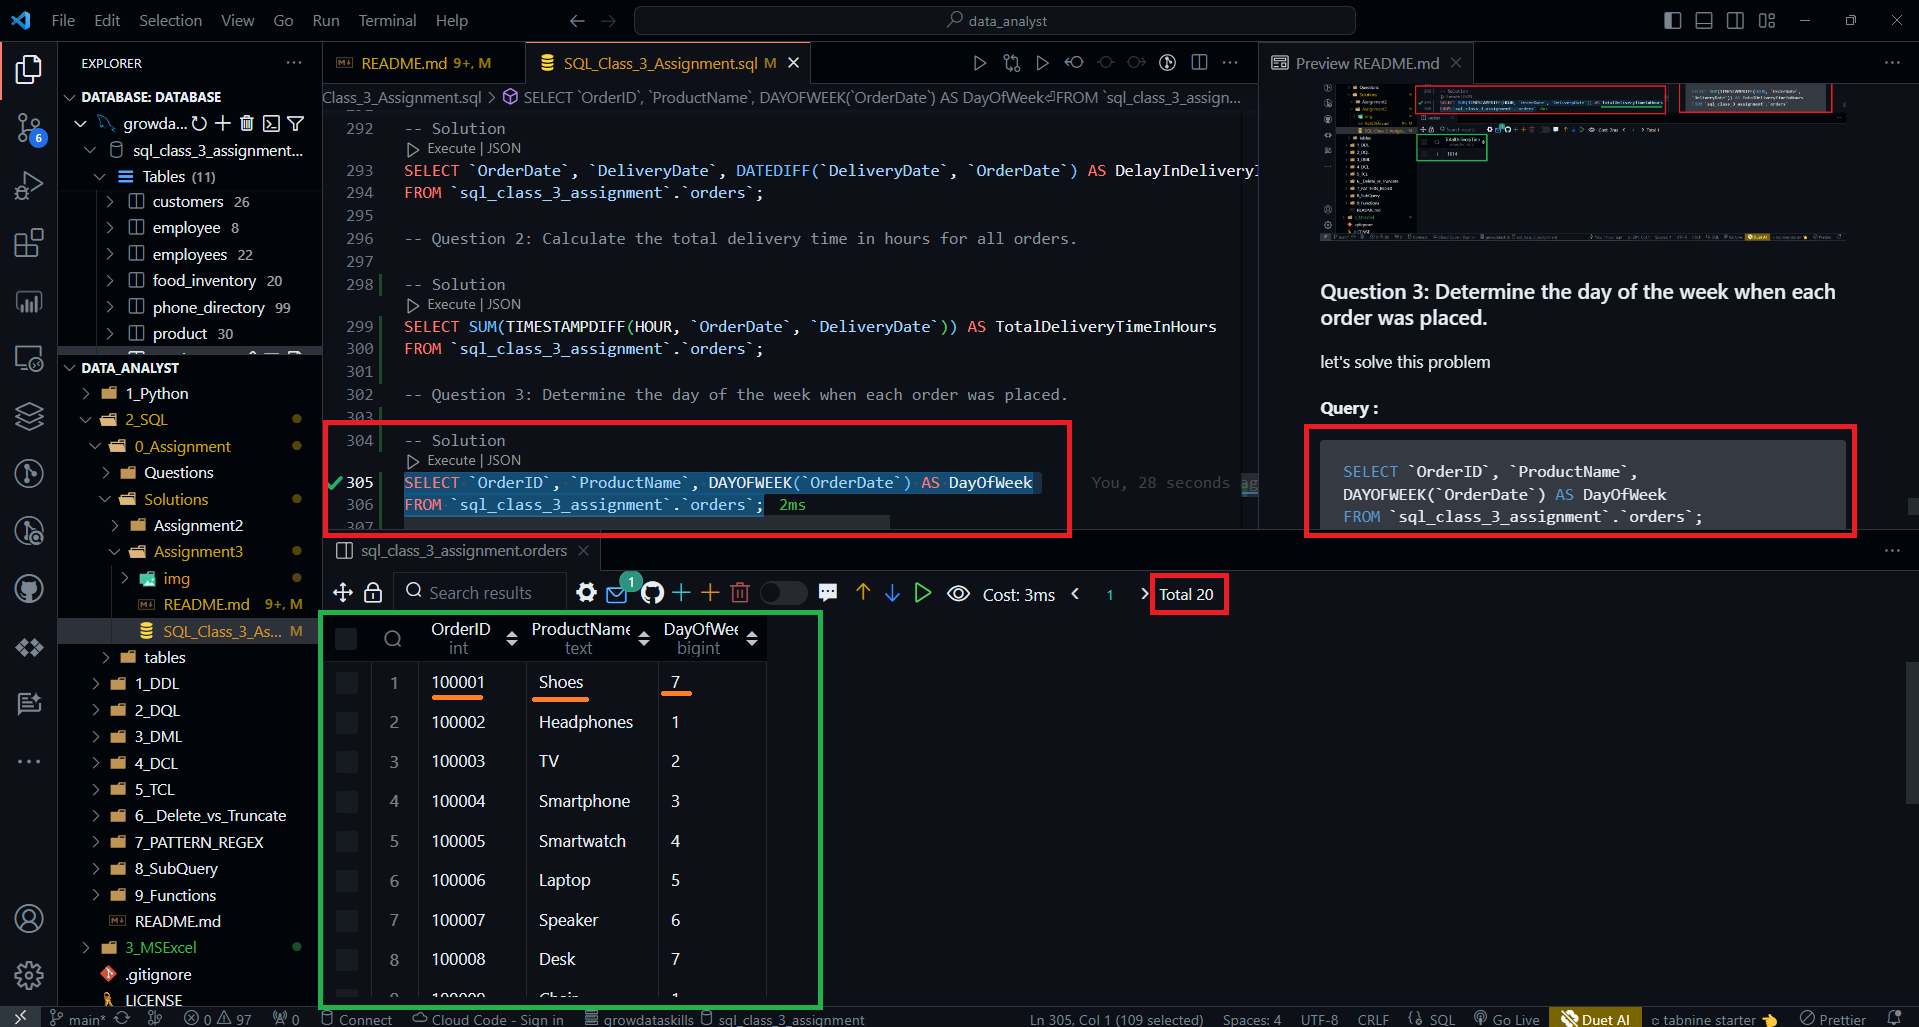 File Edit Selection View Go Run Terminal Help
data_analyst
EXPLORER
DATABASE: DATABASE
growda...
sql_class_3_assignment...
Tables (11)
customers 26
employee 8
employees 22
food_inventory 20
phone_directory 99
product 30
DATA_ANALYST
1_Python
2_SQL
0_Assignment
Questions
Solutions
Assignment2
Assignment3
img
README.md 9+, M
SQL_Class_3_As... M
tables
1_DDL
2_DQL
3_DML
4_DCL
5_TCL
6__Delete_vs_Truncate
7_PATTERN_REGEX
8_SubQuery
9_Functions
README.md
3_MSExcel
.gitignore
LICENSE
6
README.md 9+, M
SQL_Class_3_Assignment.sql M
Class_3_Assignment.sql > SELECT `OrderID`, `ProductName`, DAYOFWEEK(`OrderDate`) AS DayOfWeek⏎FROM `sql_class_3_assign...
292 -- Solution
Execute | JSON
293 SELECT `OrderDate`, `DeliveryDate`, DATEDIFF(`DeliveryDate`, `OrderDate`) AS DelayInDelivery
294 FROM `sql_class_3_assignment`.`orders`;
295
296 -- Question 2: Calculate the total delivery time in hours for all orders.
297
298 -- Solution
Execute | JSON
299 SELECT SUM(TIMESTAMPDIFF(HOUR, `OrderDate`, `DeliveryDate`)) AS TotalDeliveryTimeInHours
300 FROM `sql_class_3_assignment`.`orders`;
301
302 -- Question 3: Determine the day of the week when each order was placed.
303
304 -- Solution
Execute | JSON
305 SELECT `OrderID`, `ProductName`, DAYOFWEEK(`OrderDate`) AS DayOfWeek You, 28 seconds ag
306 FROM `sql_class_3_assignment`.`orders`; 2ms
307
Preview README.md
Question 3: Determine the day of the week when each
order was placed.
let's solve this problem
Query :
SELECT `OrderID`, `ProductName`,
DAYOFWEEK(`OrderDate`) AS DayOfWeek
FROM `sql_class_3_assignment`.`orders`;
sql_class_3_assignment.orders
Search results 1 Cost: 3ms 1 Total 20
OrderID ProductName DayOfWee
int text bigint
1 100001 Shoes 7
2 100002 Headphones 1
3 100003 TV 2
4 100004 Smartphone 3
5 100005 Smartwatch 4
6 100006 Laptop 5
7 100007 Speaker 6
8 100008 Desk 7
main* 0 97 0 Connect Cloud Code - Sign in growdataskills sql_class_3_assignment Ln 305, Col 1 (109 selected) Spaces: 4 UTF-8 CRLF SQL Go Live Duet AI tabnine starter Prettier